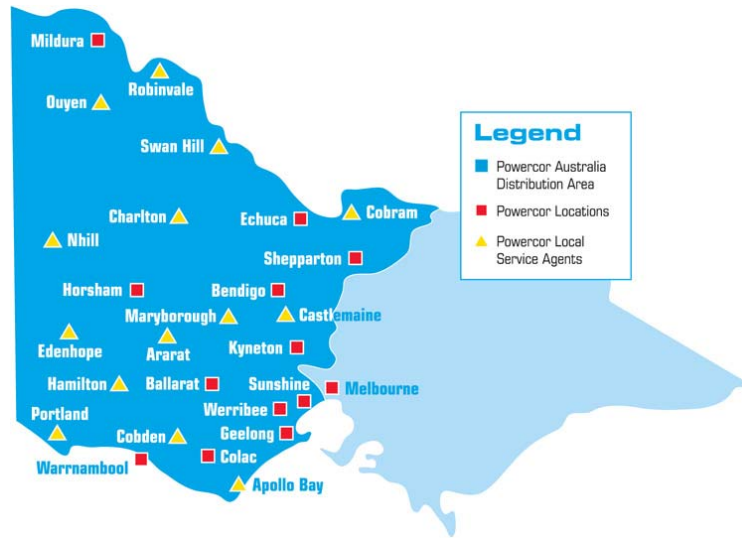 Mildura
Robinvale
Ouyen
Swan Hill
Legend
Powercor Australia
Distribution Area
Powercor Locations
Powercor Local
Service Agents
Charlton
Echuca
Cobram
Nhill
Shepparton
Horsham
Bendigo
Maryborough
Castlemaine
Edenhope
Ararat
Kyneton
Hamilton
Ballarat
Sunshine
Melbourne
Portland
Werribee
Cobden
Geelong
Warrnambool
Colac
Apollo Bay